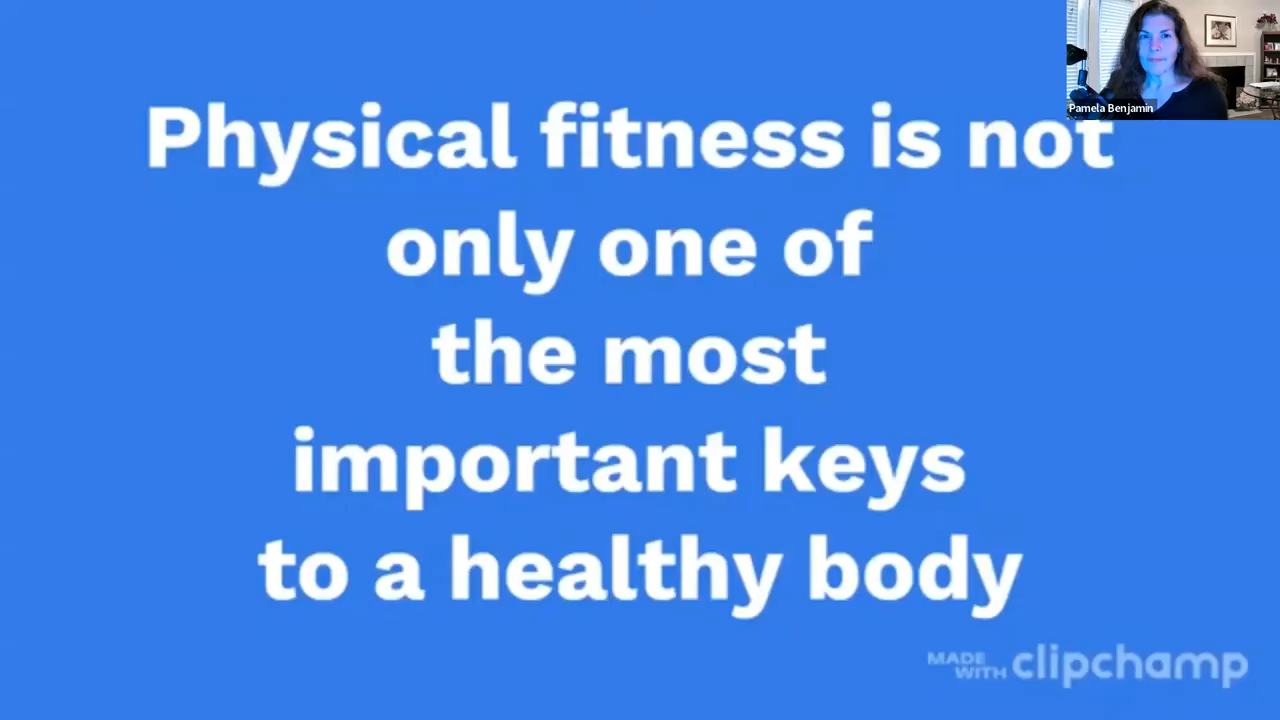 Pamela Benjamin
Physical fitness is not
only one of
the most
important keys
to a healthy body
MADE
WITH clipchamp